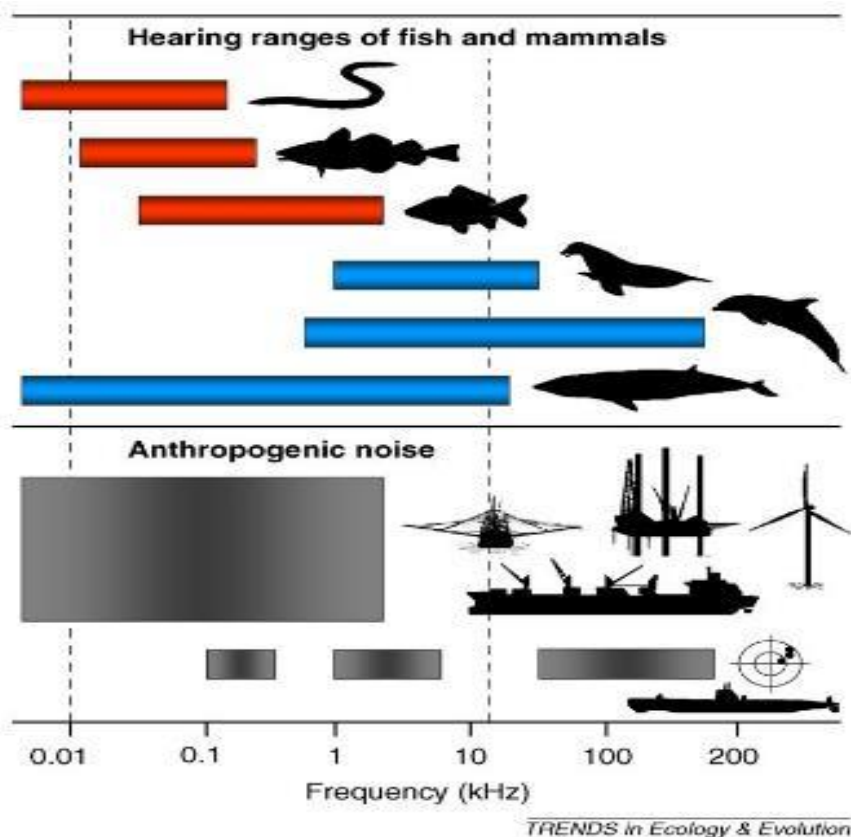 Hearing ranges of fish and mammals
Anthropogenic noise
0.01 0.1 1 10 100 200
Frequency (kHz)
TRENDS in Ecology & Evolution